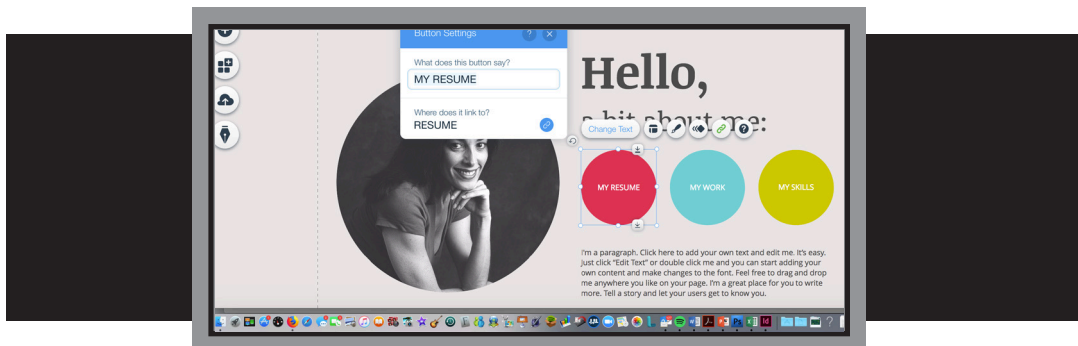 Button Settings
?
What does this button say?
MY RESUME
Where does it link to?
RESUME
Hello,
a bit about me:
Change Text
?
MY RESUME
MY WORK
MY SKILLS
I'm a paragraph. Click here to add your own text and edit me. It's easy.
Just click "Edit Text" or double click me and you can start adding your
own content and make changes to the font. Feel free to drag and drop
me anywhere you like on your page. I'm a great place for you to write
more. Tell a story and let your users get to know you.